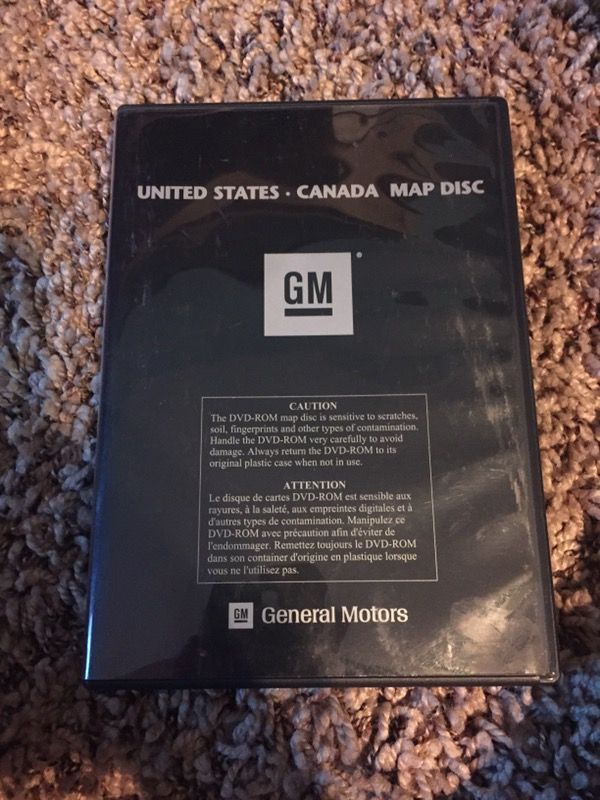 UNITED STATES · CANADA MAP DISC
GM
CAUTION
The DVD-ROM map disc is sensitive to scratches,
soil, fingerprints and other types of contamination.
Handle the DVD-ROM very carefully to avoid
damage. Always return the DVD-ROM to its
original plastic case when not in use.
ATTENTION
Le disque de cartes DVD-ROM est sensible aux
rayures, à la saleté, aux empreintes digitales et à
d'autres types de contamination. Manipulez ce
DVD-ROM avec précaution afin d'éviter de
l'endommager. Remettez toujours le DVD-ROM
dans son container d'origine en plastique lorsque
vous ne l'utilisez pas.
GM General Motors